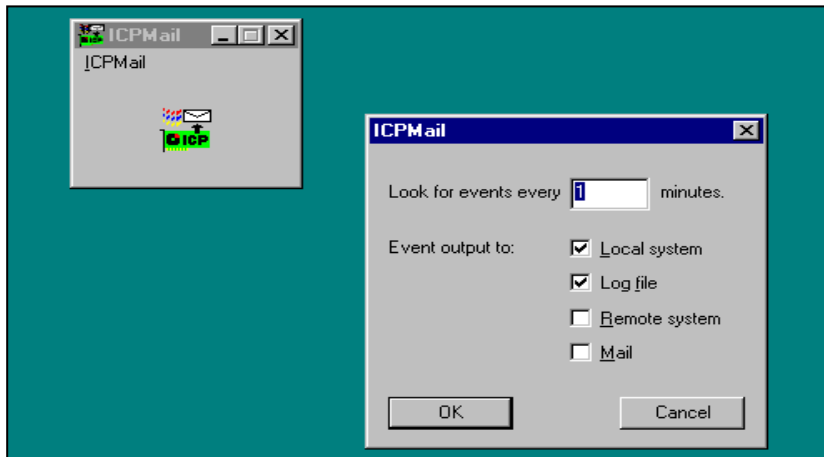 ICPMail
ICPMail
ICP
ICPMail
Look for events every 1 minutes.
Event output to: Local system
Log file
Remote system
Mail
OK Cancel